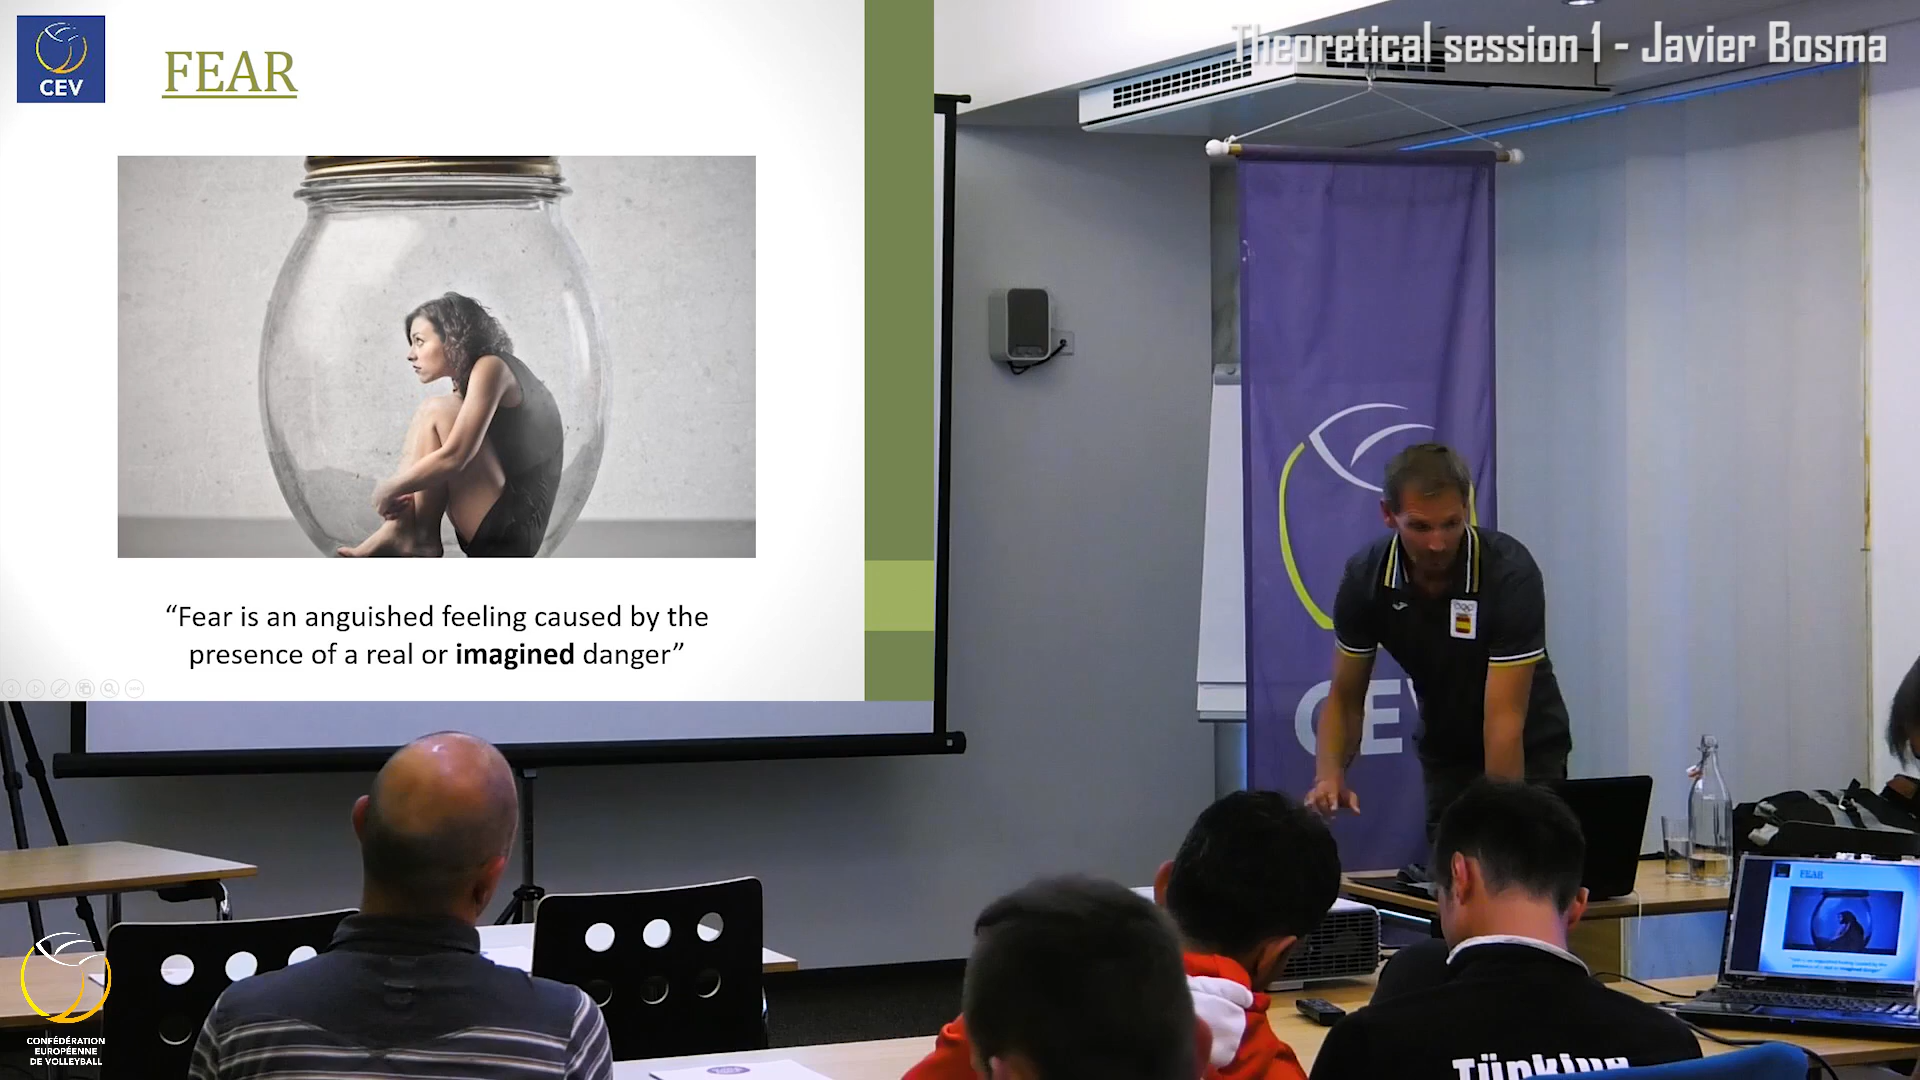 Theoretical session 1 - Javier Bosma
CEV
FEAR
“Fear is an anguished feeling caused by the
presence of a real or imagined danger”
CEV
FEAR
CONFÉDÉRATION
EUROPÉENNE
DE VOLLEYBALL